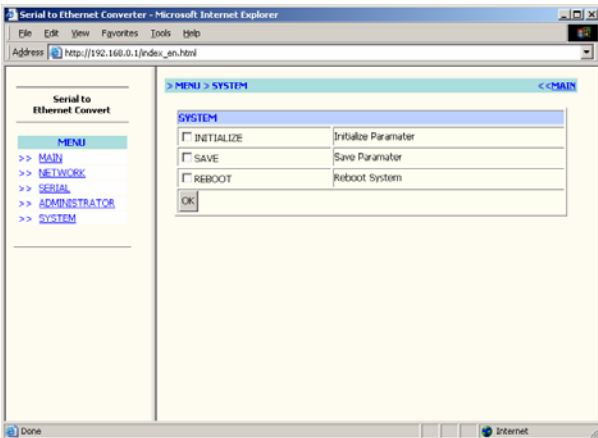 Serial to Ethernet Converter - Microsoft Internet Explorer
File Edit View Favorites Tools Help
Address http://192.168.0.1/index_en.html
Serial to
Ethernet Convert
MENU
>> MAIN
>> NETWORK
>> SERIAL
>> ADMINISTRATOR
>> SYSTEM
> MENU > SYSTEM <<MAIN
SYSTEM
INITIALIZE Initialize Paramater
SAVE Save Paramater
REBOOT Reboot System
OK
Done Internet